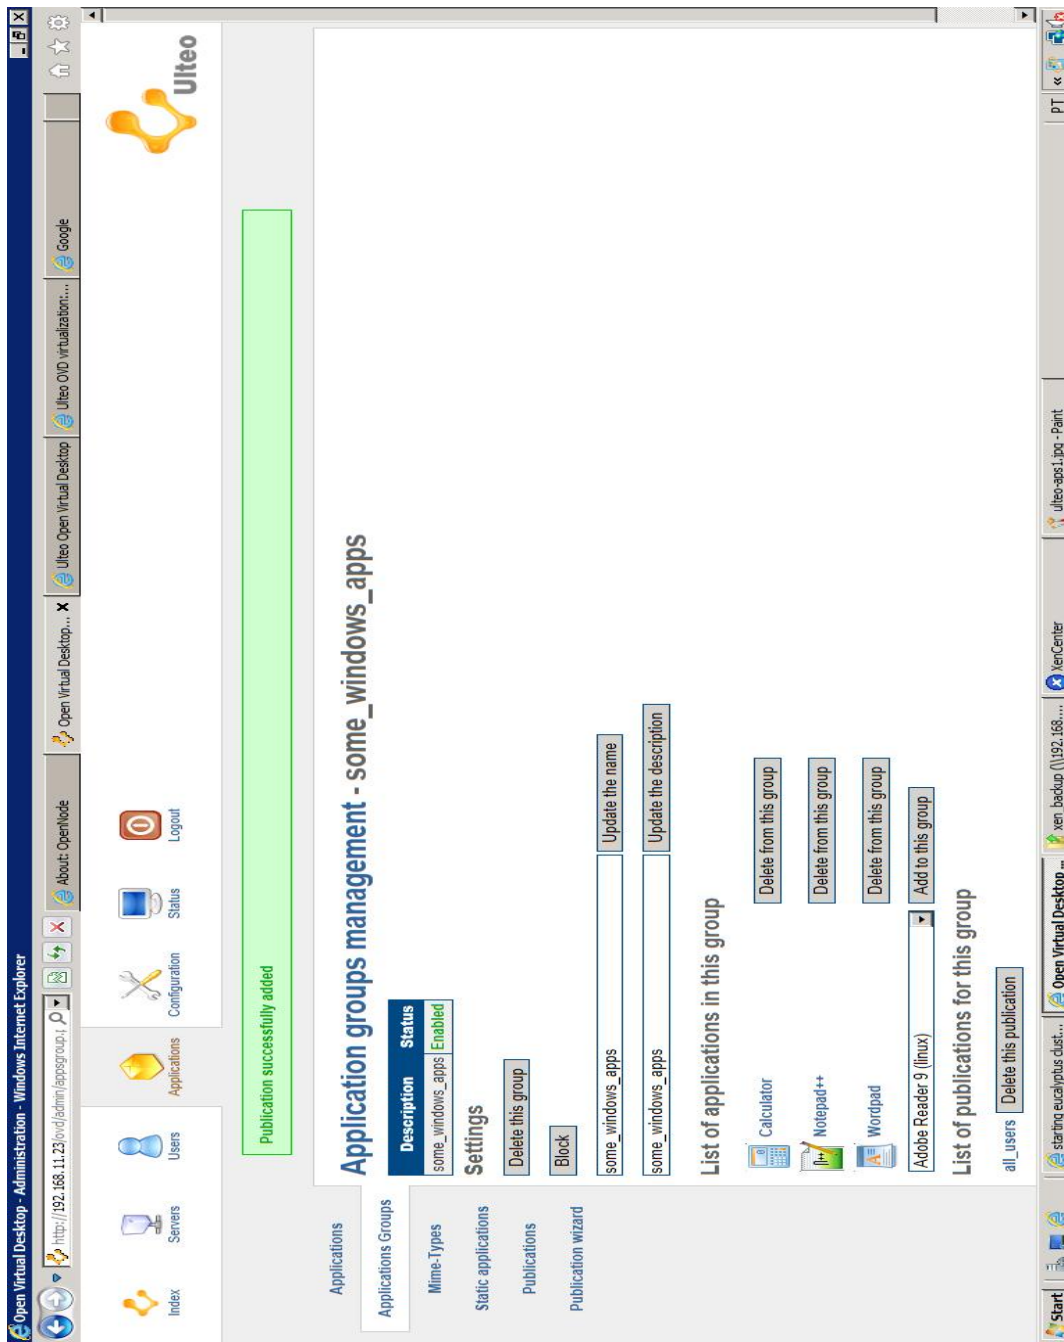 Open Virtual Desktop - Administration - Windows Internet Explorer
http://192.168.11.23/ovd/admin/appsgroup.p
About: OpenNode
Open Virtual Desktop... X
Ulteo Open Virtual Desktop
Ulteo OVD virtualization:...
Google
Index
Servers
Users
Applications
Configuration
Status
Logout
Ulteo
Publication successfully added
Applications
Applications Groups
Mime-Types
Static applications
Publications
Publication wizard
Application groups management - some_windows_apps
Description Status
some_windows_apps Enabled
Settings
Delete this group
Block
some_windows_apps Update the name
some_windows_apps Update the description
List of applications in this group
Calculator Delete from this group
Notepad++ Delete from this group
Wordpad Delete from this group
Adobe Reader 9 (linux) Add to this group
List of publications for this group
all_users Delete this publication
Start
starting eucalyptus clust...
Open Virtual Desktop ...
xen_backup (\\192.168....
XenCenter
ulteo-aps1.jpg - Paint
PT «